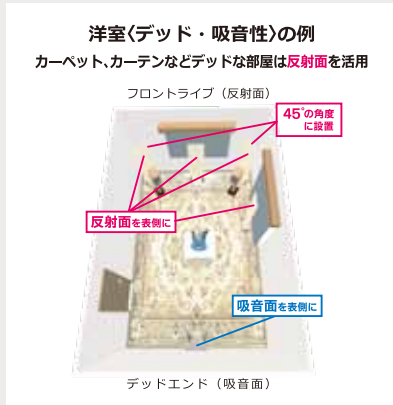 洋室〈デッド・吸音性〉の例
カーペット、カーテンなどデッドな部屋は反射面を活用
フロントライブ（反射面）
45°の角度
に設置
反射面を表側に
吸音面を表側に
デッドエンド（吸音面）